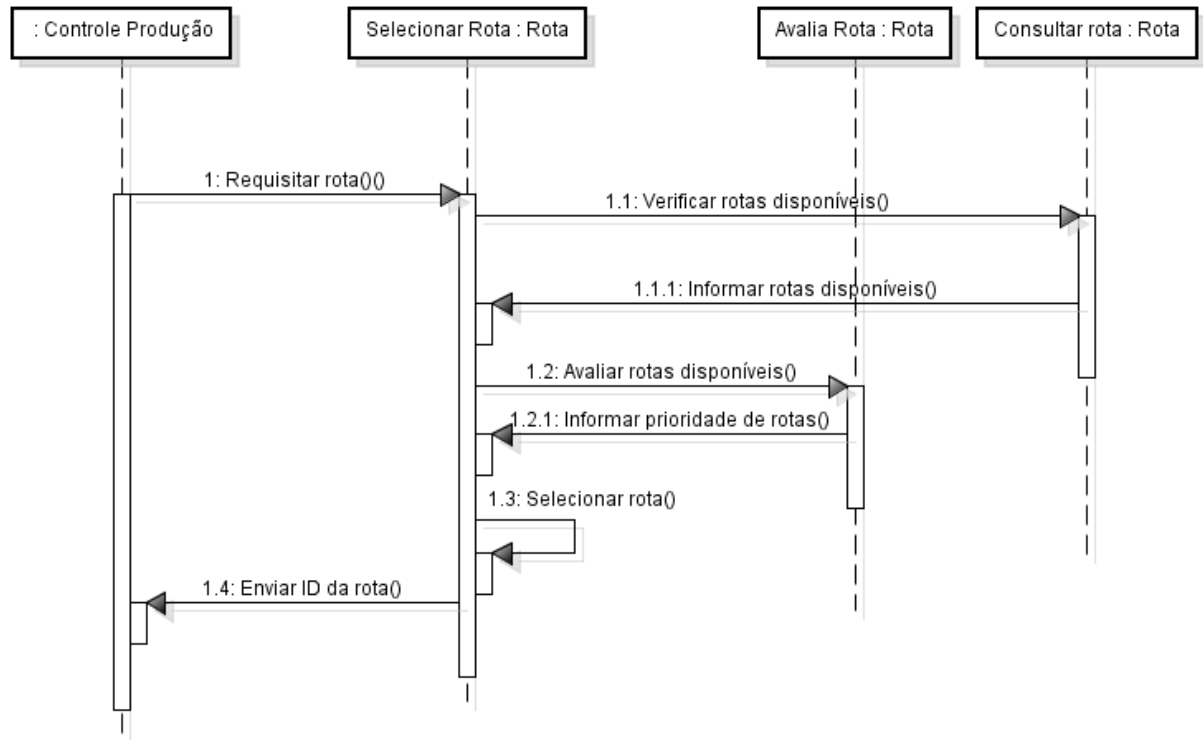 : Controle Produção
Selecionar Rota : Rota
Avalia Rota : Rota
Consultar rota : Rota
1: Requisitar rota()()
1.1: Verificar rotas disponíveis()
1.1.1: Informar rotas disponíveis()
1.2: Avaliar rotas disponíveis()
1.2.1: Informar prioridade de rotas()
1.3: Selecionar rota()
1.4: Enviar ID da rota()